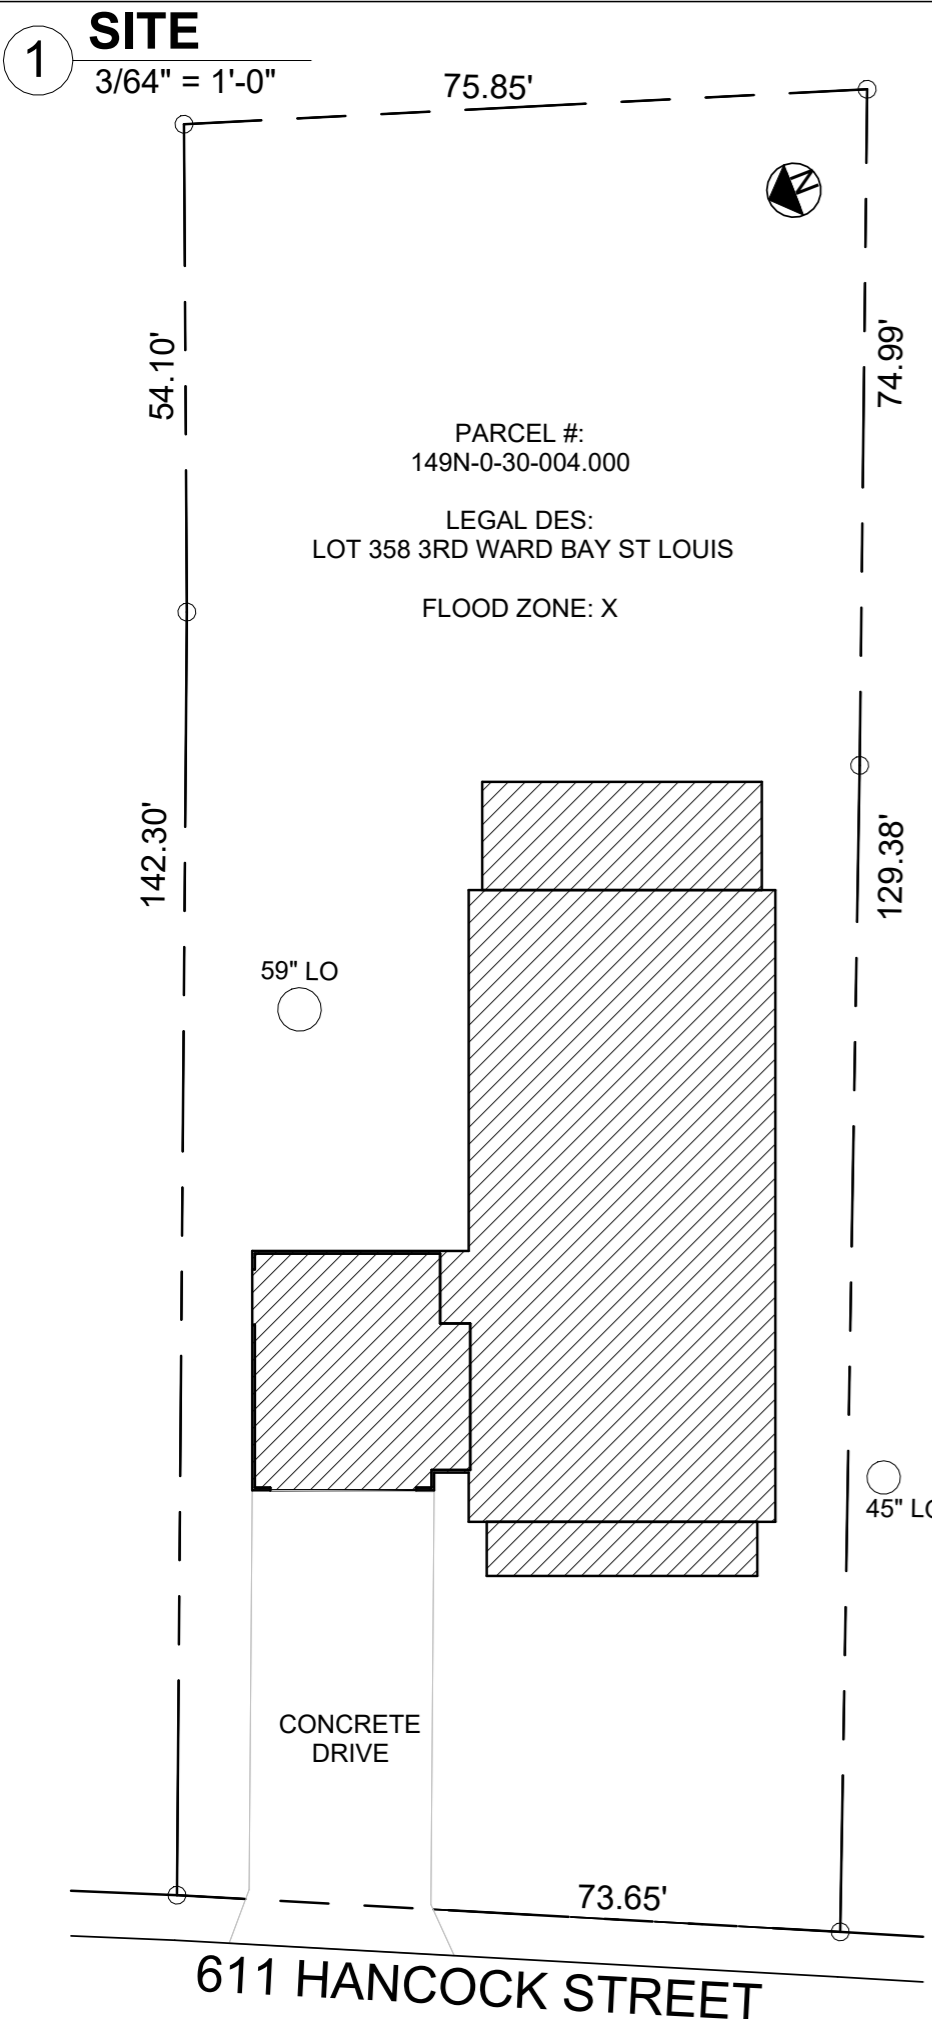 1
SITE
3/64" = 1'-0"
75.85'
N
54.10'
74.99'
PARCEL #:
149N-0-30-004.000
LEGAL DES:
LOT 358 3RD WARD BAY ST LOUIS
FLOOD ZONE: X
142.30'
129.38'
59" LO
45" LO
CONCRETE
DRIVE
73.65'
611 HANCOCK STREET